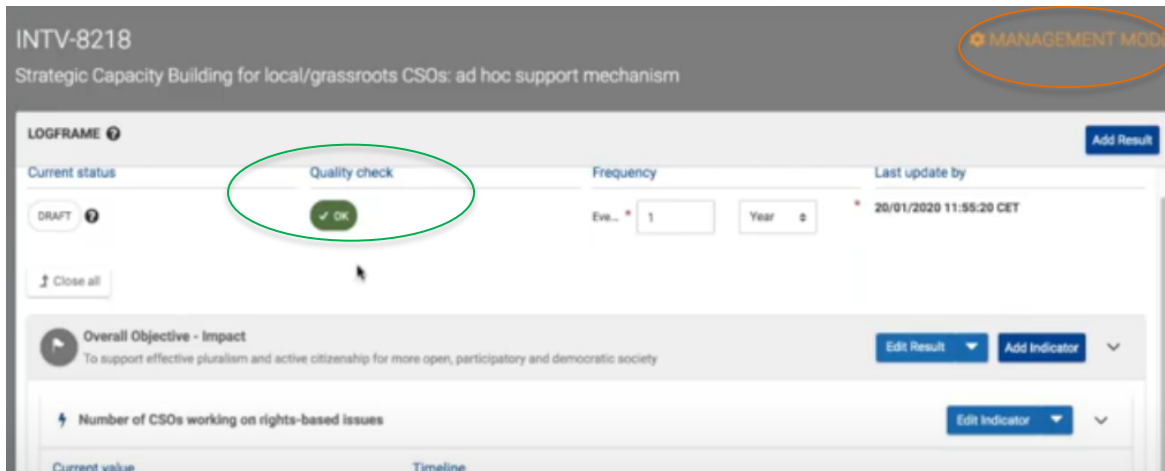 INTV-8218
MANAGEMENT MOD
Strategic Capacity Building for local/grassroots CSOs: ad hoc support mechanism
LOGFRAME ?
Add Result
Current status
Quality check
Frequency
Last update by
DRAFT ?
✓ OK
Eve... * 1 Year *
20/01/2020 11:55:20 CET
Close all
Overall Objective - Impact
To support effective pluralism and active citizenship for more open, participatory and democratic society
Edit Result
Add Indicator
Number of CSOs working on rights-based issues
Edit Indicator
Current value
Timeline